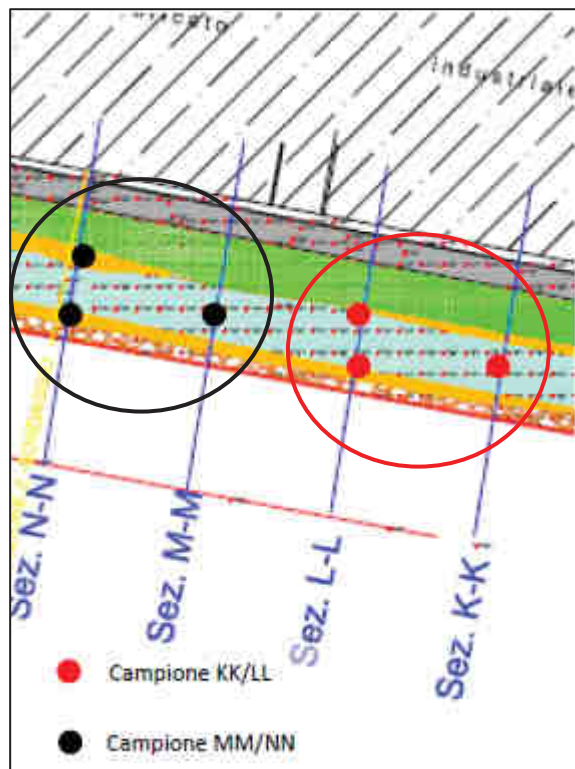 industriale
Sez. N-N
Sez. M-M
Sez. L-L
Sez. K-K
Campione KK/LL
Campione MM/NN